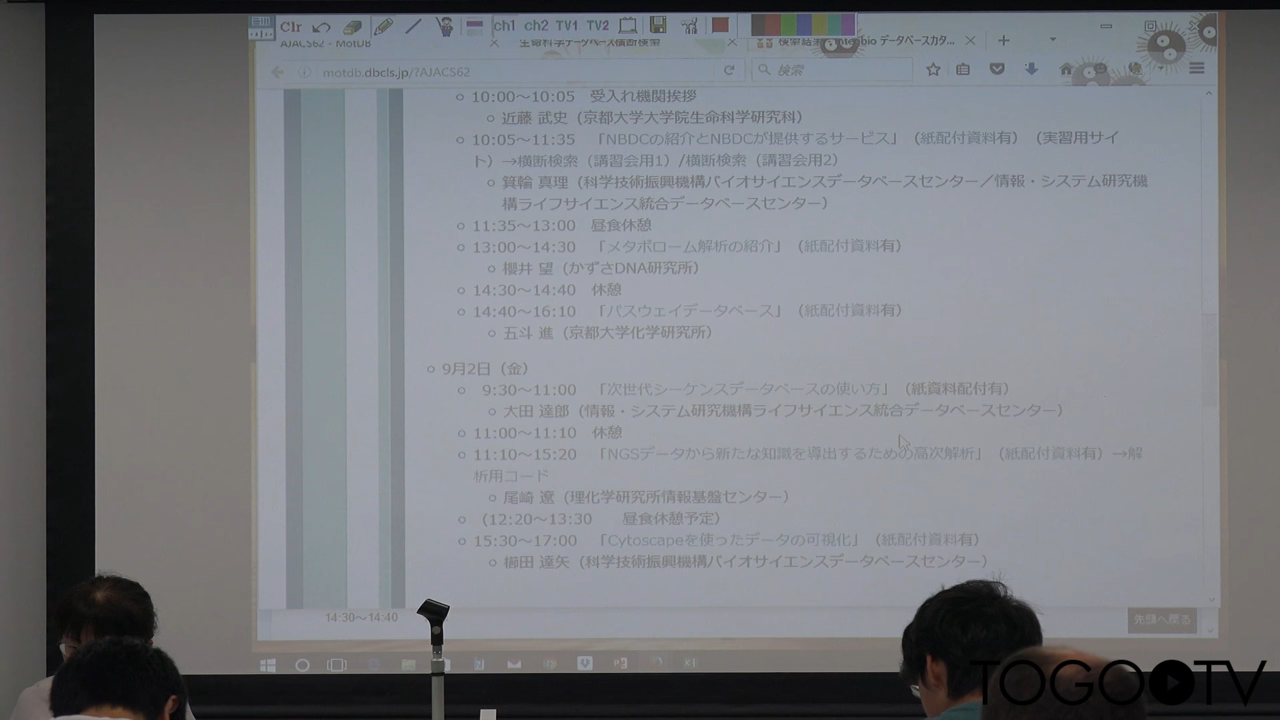 Clr ch1 ch2 TV1 TV2
AJACS62 - MotDB
生命科学データベース横断検索
motdb.dbcls.jp/?AJACS62
検索
10:00～10:05 受入れ機関挨拶
近藤 武史（京都大学大学院生命科学研究科）
10:05～11:35 「NBDCの紹介とNBDCが提供するサービス」（紙配付資料有）（実習用サイ
ト）→横断検索（講習会用1）/横断検索（講習会用2）
箕輪 真理（科学技術振興機構バイオサイエンスデータベースセンター／情報・システム研究機
構ライフサイエンス統合データベースセンター）
11:35～13:00 昼食休憩
13:00～14:30 「メタボローム解析の紹介」（紙配付資料有）
櫻井 望（かずさDNA研究所）
14:30～14:40 休憩
14:40～16:10 「パスウェイデータベース」（紙配付資料有）
五斗 進（京都大学化学研究所）
9月2日（金）
9:30～11:00 「次世代シーケンスデータベースの使い方」（紙資料配付有）
大田 達郎（情報・システム研究機構ライフサイエンス統合データベースセンター）
11:00～11:10 休憩
11:10～15:20 「NGSデータから新たな知識を導出するための高次解析」（紙配付資料有）→解
析用コード
尾崎 遼（理化学研究所情報基盤センター）
（12:20～13:30 昼食休憩予定）
15:30～17:00 「Cytoscapeを使ったデータの可視化」（紙配付資料有）
櫛田 達矢（科学技術振興機構バイオサイエンスデータベースセンター）
14:30～14:40
先頭へ戻る
TOGO TV